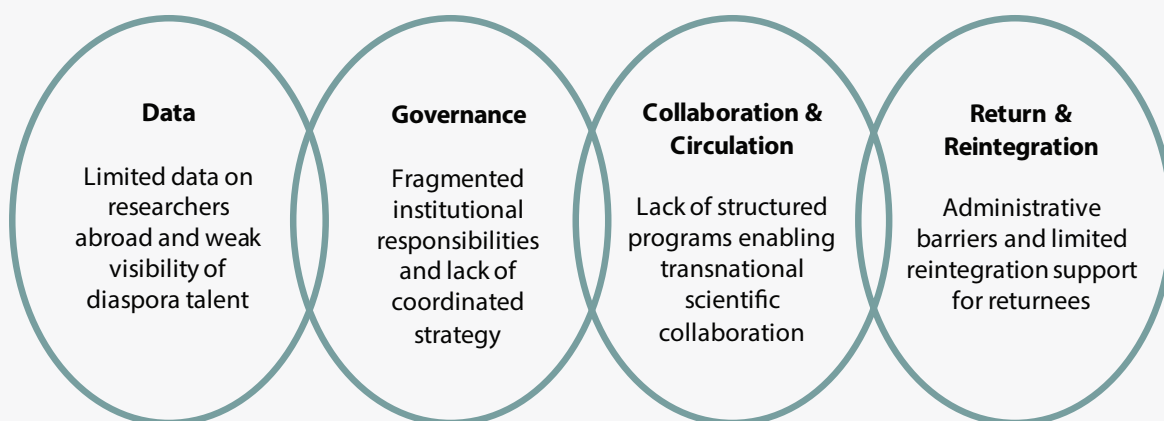 Data
Limited data on
researchers
abroad and weak
visibility of
diaspora talent
Governance
Fragmented
institutional
responsibilities
and lack of
coordinated
strategy
Collaboration &
Circulation
Lack of structured
programs enabling
transnational
scientific
collaboration
Return &
Reintegration
Administrative
barriers and limited
reintegration support
for returnees